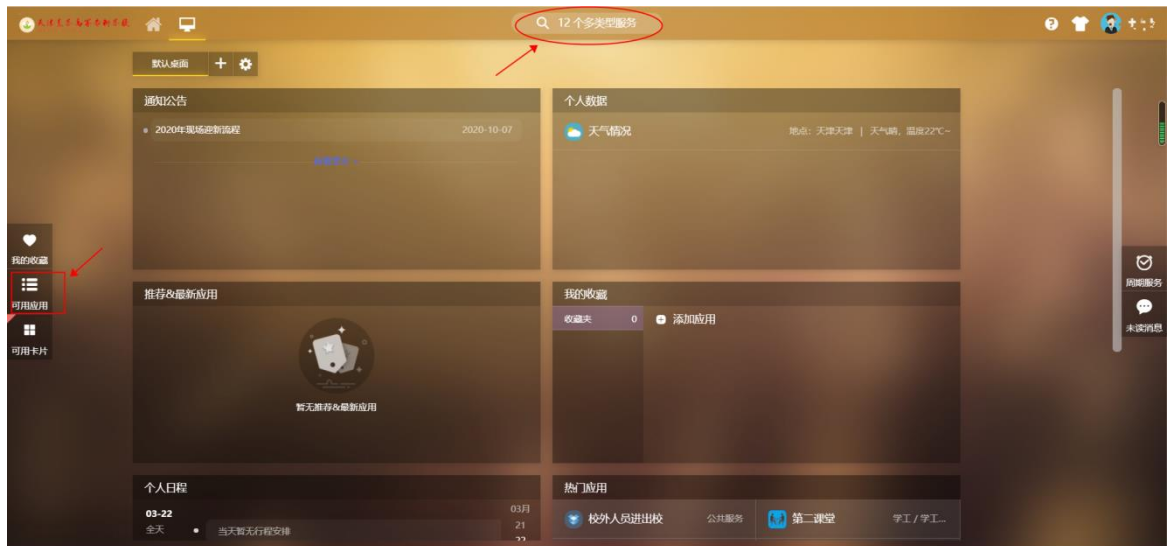 12 个多类型服务
默认桌面
通知公告
2020年现场迎新流程 2020-10-07
个人数据
天气情况 地点: 天津天津 | 天气晴, 温度22℃~
我的收藏
可用应用
可用卡片
周期服务
未读消息
推荐&最新应用
暂无推荐&最新应用
我的收藏
收藏夹 0 添加应用
个人日程
03-22
全天 当天暂无行程安排
03月
21
22
热门应用
校外人员进出校 公共服务 第二课堂 学工/学工...